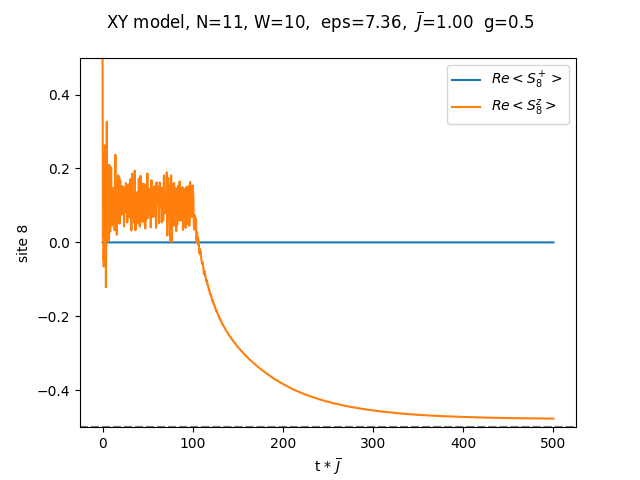 XY model, N=11, W=10,  eps=7.36, J̄=1.00  g=0.5
Re < S₈⁺ >
Re < S₈ᶻ >
0.4
0.2
0.0
−0.2
−0.4
site 8
0 100 200 300 400 500
t * J̄